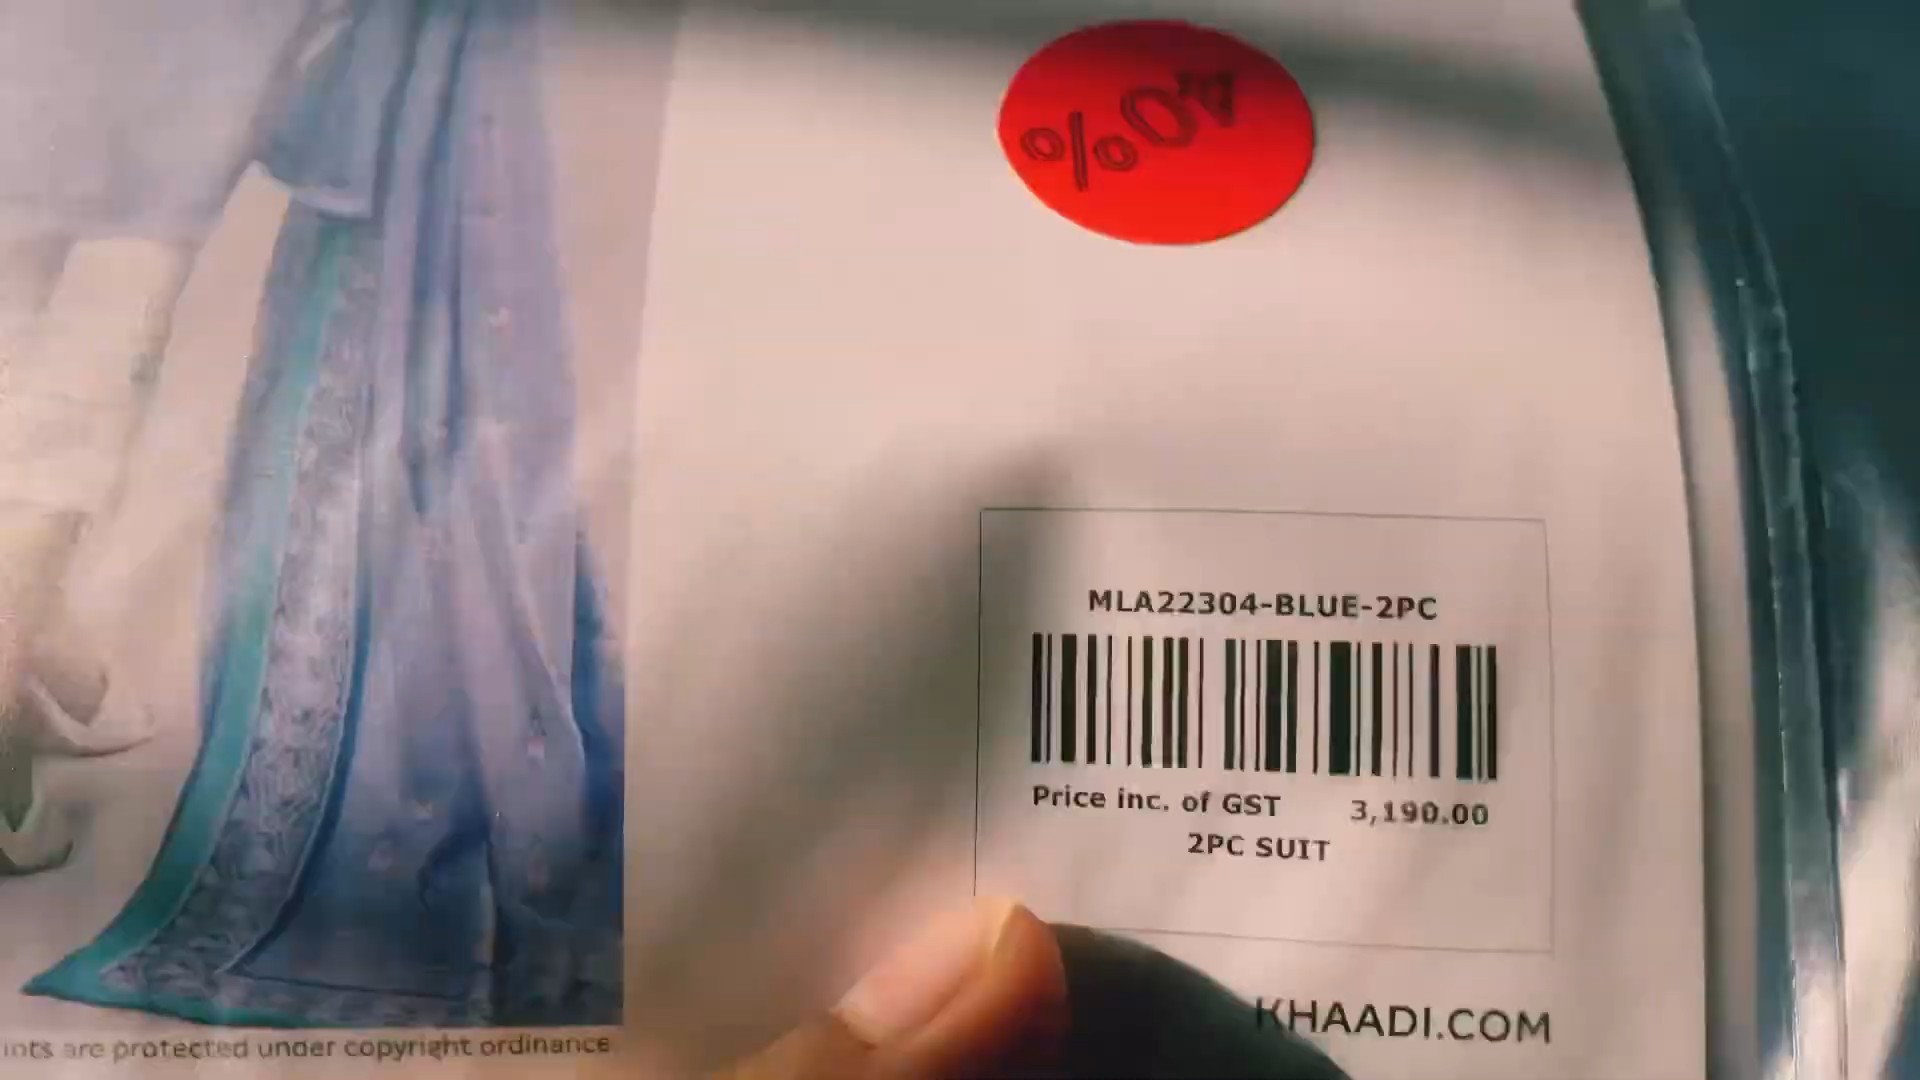 MLA22304-BLUE-2PC
Price inc. of GST 3,190.00
2PC SUIT
KHAADI.COM
ints are protected under copyright ordinance.